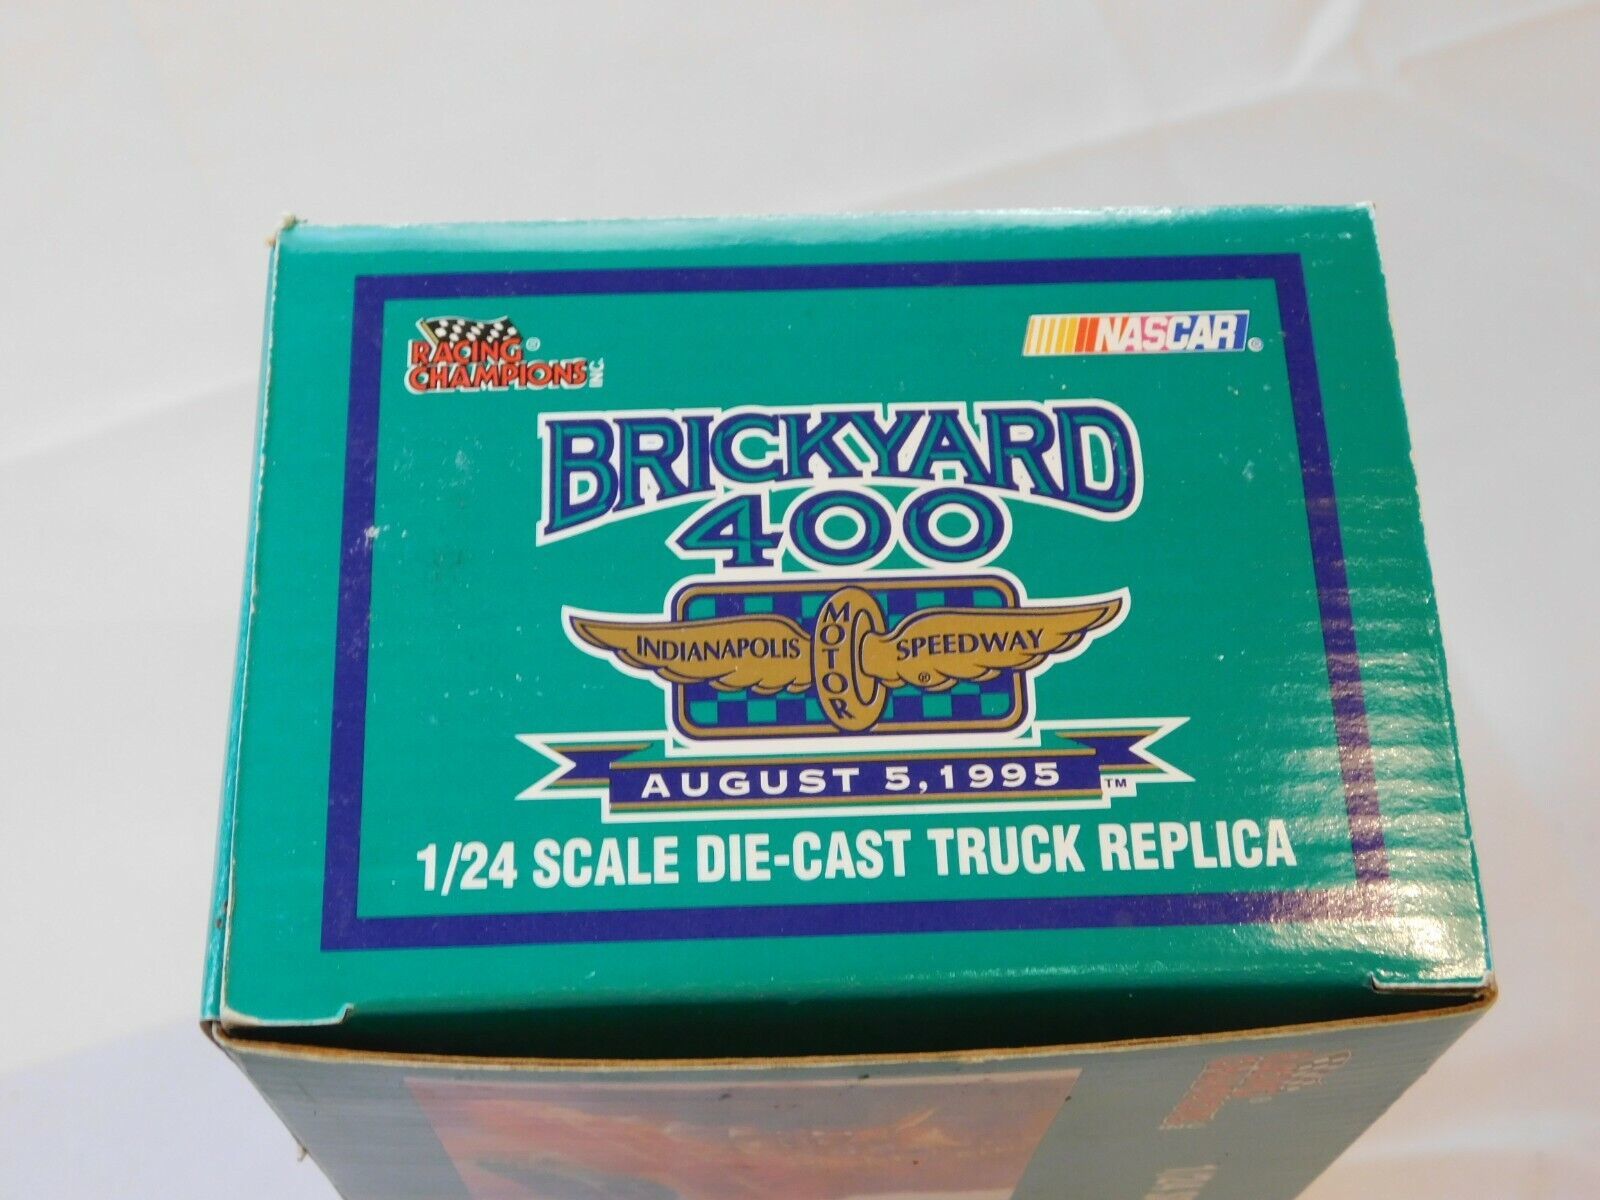 RACING®
CHAMPIONS INC.
NASCAR®
BRICKYARD
400
INDIANAPOLIS MOTOR SPEEDWAY®
AUGUST 5, 1995 ™
1/24 SCALE DIE-CAST TRUCK REPLICA